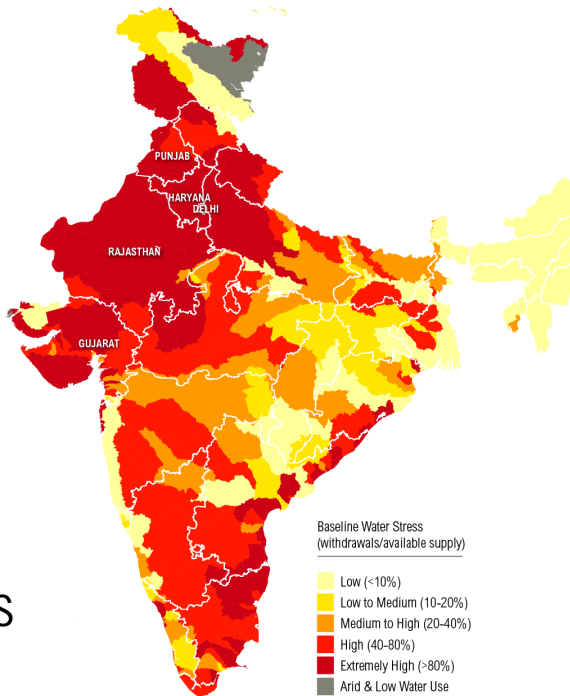 PUNJAB
HARYANA
DELHI
RAJASTHAÑ
GUJARAT
Baseline Water Stress
(withdrawals/available supply)
Low (<10%)
Low to Medium (10-20%)
Medium to High (20-40%)
High (40-80%)
Extremely High (>80%)
Arid & Low Water Use
S